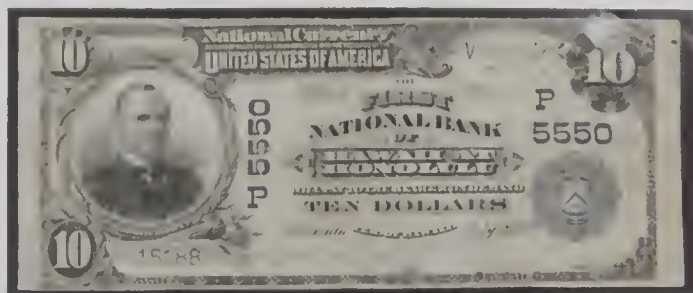 10
National Currency
UNITED STATES OF AMERICA
10
P 5550
THE
FIRST
NATIONAL BANK
OF
HAWAII AT
HONOLULU
TEN DOLLARS
P
5550
10
15188